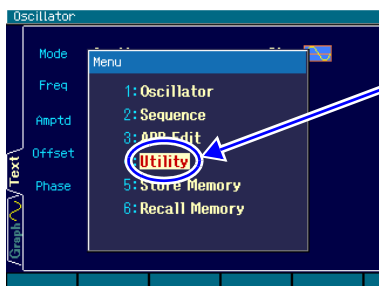 Oscillator
Mode
Menu
Freq
1: Oscillator
Amptd
2: Sequence
3: ARB Edit
Offset
Utility
Phase
5: Store Memory
6: Recall Memory
Text
Graph